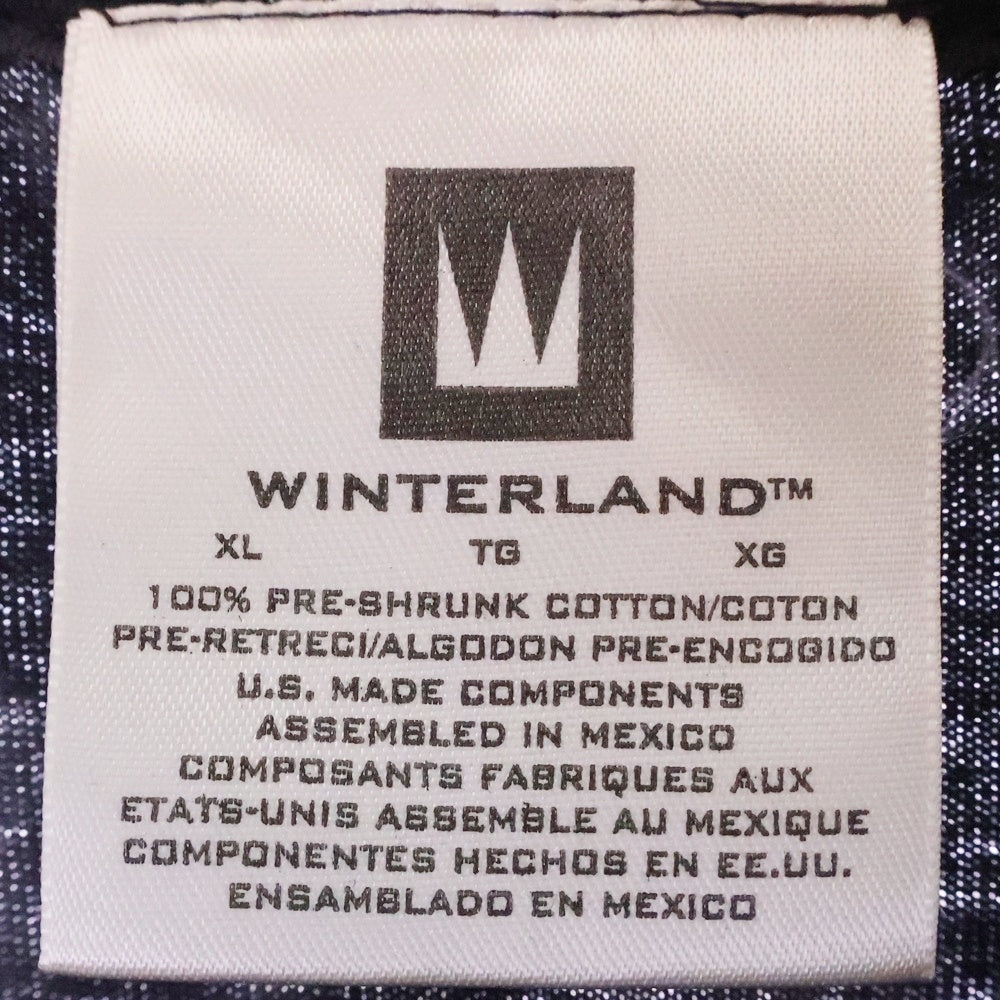 WINTERLAND™
XL TG XG
100% PRE-SHRUNK COTTON/COTON
PRE-RETRECI/ALGODON PRE-ENCOGIDO
U.S. MADE COMPONENTS
ASSEMBLED IN MEXICO
COMPOSANTS FABRIQUES AUX
ETATS-UNIS ASSEMBLE AU MEXIQUE
COMPONENTES HECHOS EN EE.UU.
ENSAMBLADO EN MEXICO